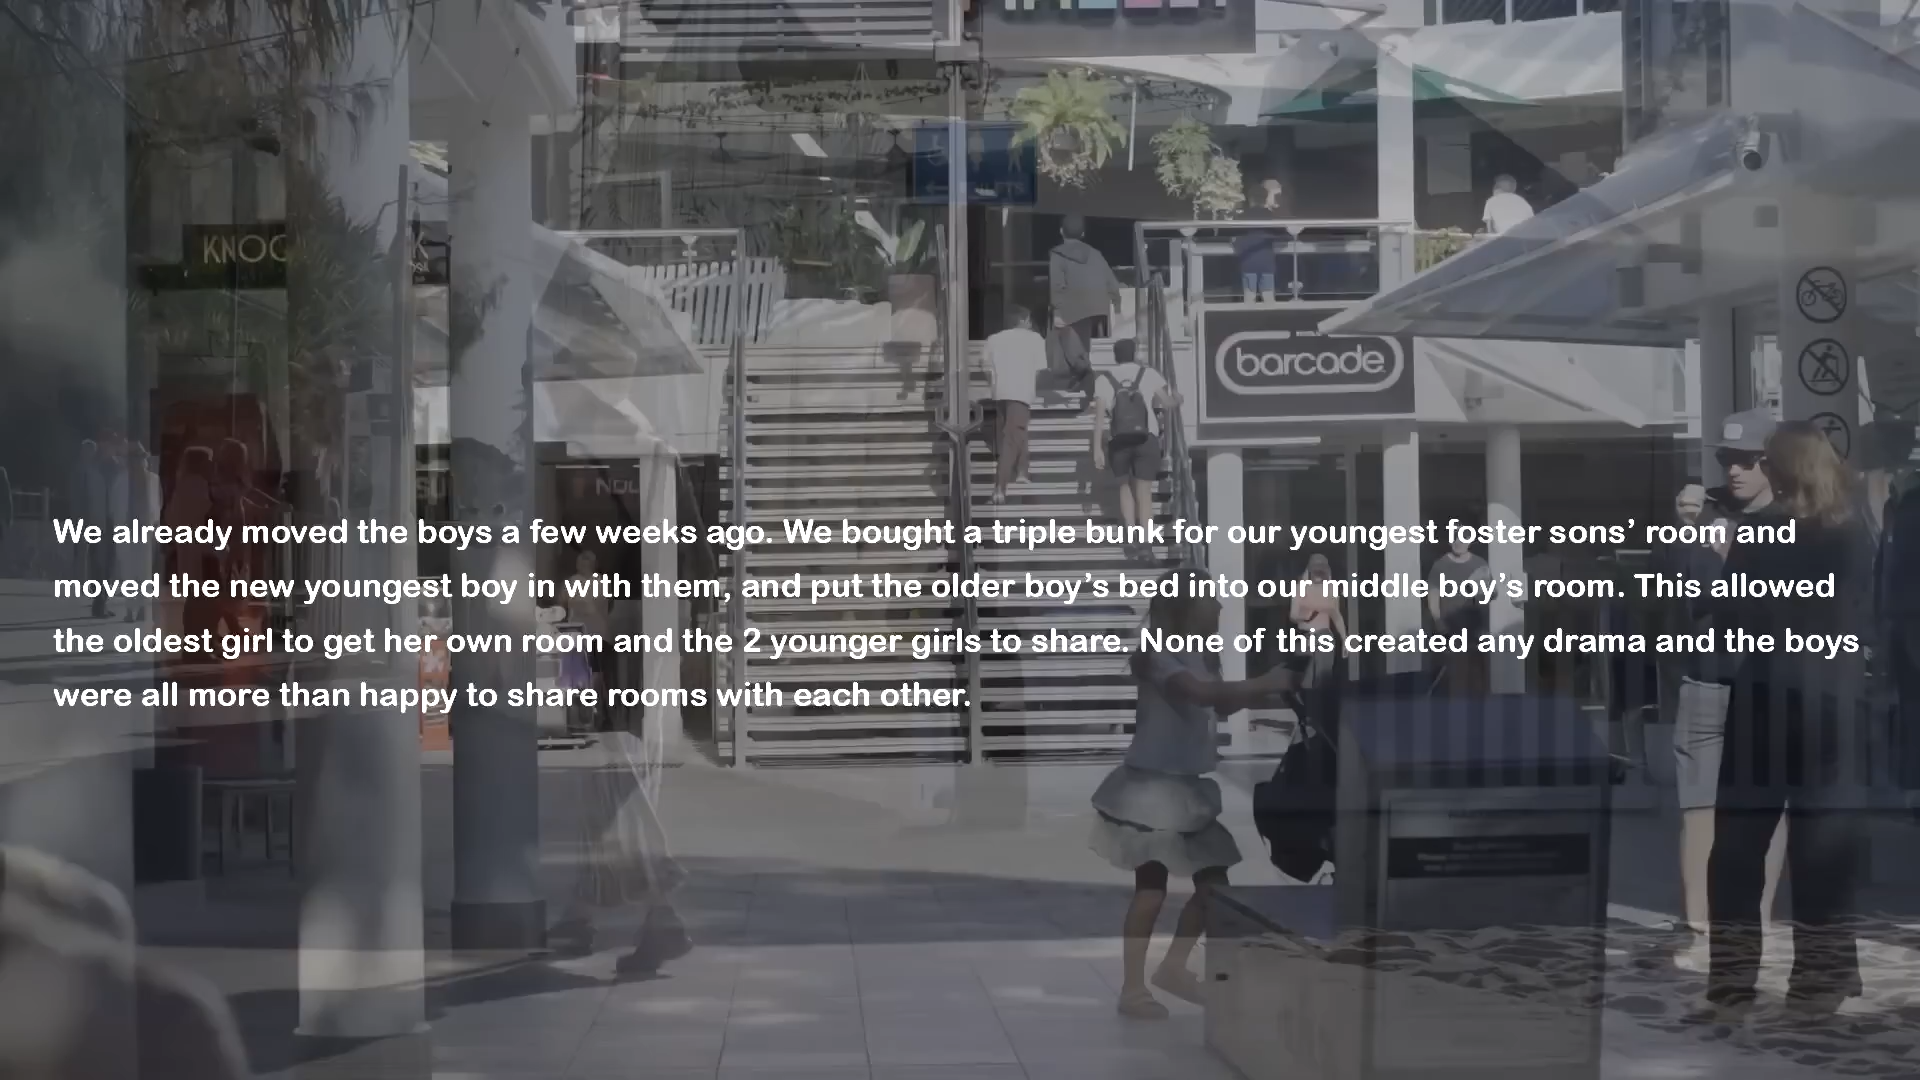 KNOC
barcade
We already moved the boys a few weeks ago. We bought a triple bunk for our youngest foster sons’ room and
moved the new youngest boy in with them, and put the older boy’s bed into our middle boy’s room. This allowed
the oldest girl to get her own room and the 2 younger girls to share. None of this created any drama and the boys
were all more than happy to share rooms with each other.